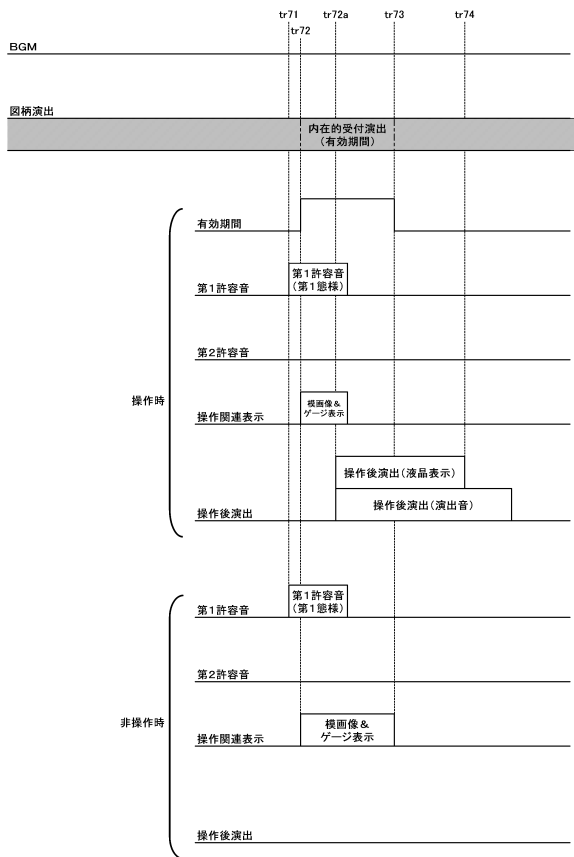 tr71
tr72
tr72a
tr73
tr74
BGM
図柄演出
内在的受付演出
(有効期間)
操作時
有効期間
第1許容音
第1許容音
(第1態様)
第2許容音
操作関連表示
模画像&
ゲージ表示
操作後演出(液晶表示)
操作後演出(演出音)
操作後演出
非操作時
第1許容音
第1許容音
(第1態様)
第2許容音
操作関連表示
模画像&
ゲージ表示
操作後演出